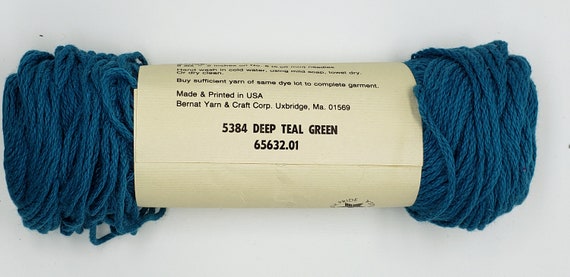 Hand wash in cold water, using mild soap, towel dry.
Or dry clean.
Buy sufficient yarn of same dye lot to complete garment.
Made & Printed in USA
Bernat Yarn & Craft Corp. Uxbridge, Ma. 01569
5384 DEEP TEAL GREEN
65632.01